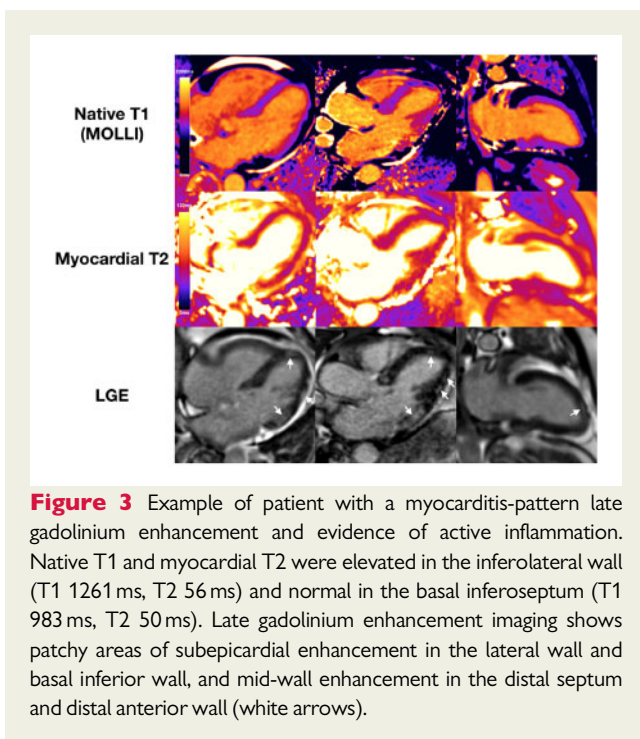 Native T1
(MOLLI)
Myocardial T2
LGE
Figure 3 Example of patient with a myocarditis-pattern late
gadolinium enhancement and evidence of active inflammation.
Native T1 and myocardial T2 were elevated in the inferolateral wall
(T1 1261 ms, T2 56 ms) and normal in the basal inferoseptum (T1
983 ms, T2 50 ms). Late gadolinium enhancement imaging shows
patchy areas of subepicardial enhancement in the lateral wall and
basal inferior wall, and mid-wall enhancement in the distal septum
and distal anterior wall (white arrows).